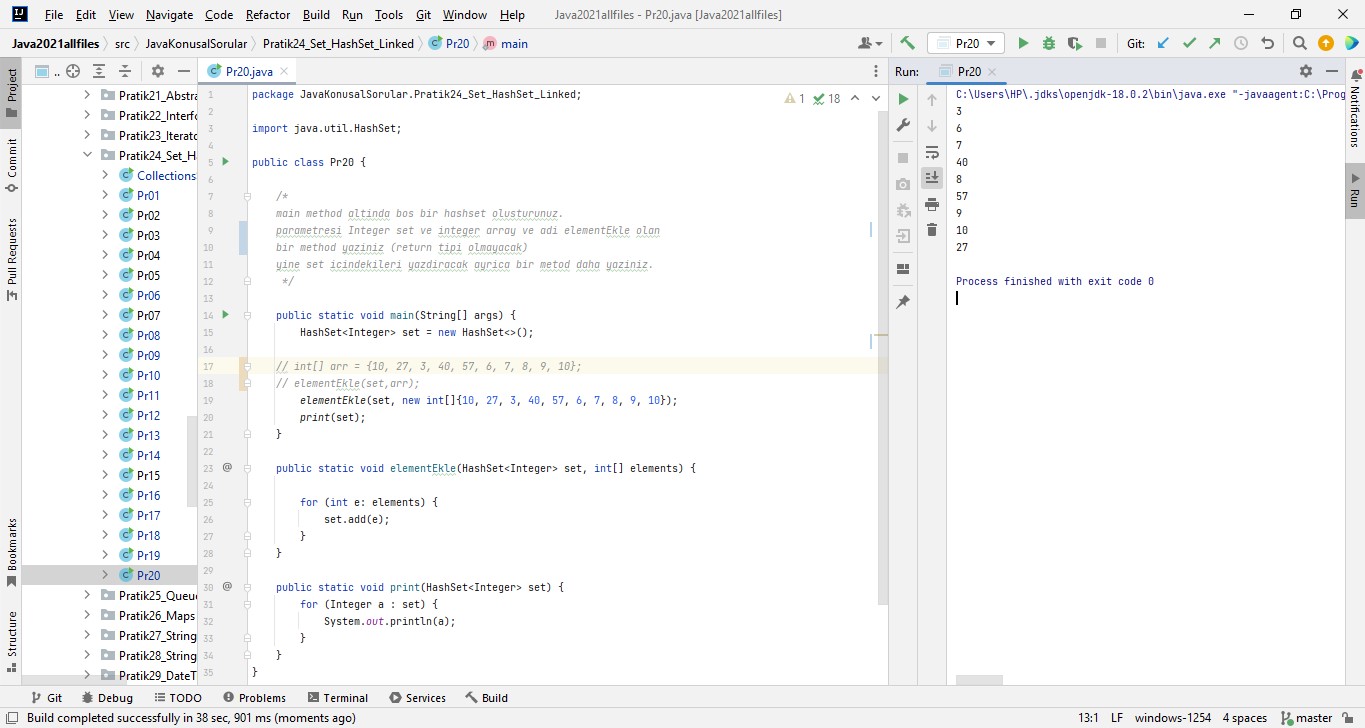 File Edit View Navigate Code Refactor Build Run Tools Git Window Help Java2021allfiles - Pr20.java [Java2021allfiles]
Java2021allfiles src JavaKonusalSorular Pratik24_Set_HashSet_Linked Pr20 main Pr20 Git:
Project
Commit
Pull Requests
Bookmarks
Structure
..
Pratik21_Abstra
Pratik22_Interfa
Pratik23_Iterato
Pratik24_Set_H
Collections
Pr01
Pr02
Pr03
Pr04
Pr05
Pr06
Pr07
Pr08
Pr09
Pr10
Pr11
Pr12
Pr13
Pr14
Pr15
Pr16
Pr17
Pr18
Pr19
Pr20
Pratik25_Queu
Pratik26_Maps
Pratik27_String
Pratik28_String
Pratik29_DateT
Pr20.java
1 18
1 package JavaKonusalSorular.Pratik24_Set_HashSet_Linked;
2
3 import java.util.HashSet;
4
5 public class Pr20 {
6
7 /*
8 main method altinda bos bir hashset olusturunuz.
9 parametresi Integer set ve integer array ve adi elementEkle olan
10 bir method yaziniz (return tipi olmayacak)
11 yine set icindekileri yazdiracak ayrica bir metod daha yaziniz.
12 */
13
14 public static void main(String[] args) {
15 HashSet<Integer> set = new HashSet<>();
16
17 // int[] arr = {10, 27, 3, 40, 57, 6, 7, 8, 9, 10};
18 // elementEkle(set,arr);
19 elementEkle(set, new int[]{10, 27, 3, 40, 57, 6, 7, 8, 9, 10});
20 print(set);
21 }
22
23 @ public static void elementEkle(HashSet<Integer> set, int[] elements) {
24
25 for (int e: elements) {
26 set.add(e);
27 }
28 }
29
30 @ public static void print(HashSet<Integer> set) {
31 for (Integer a : set) {
32 System.out.println(a);
33 }
34 }
35 }
Run: Pr20
C:\Users\HP\.jdks\openjdk-18.0.2\bin\java.exe "-javaagent:C:\Prog
3
6
7
40
8
57
9
10
27
Process finished with exit code 0
Notifications
Run
Git Debug TODO Problems Terminal Services Build
Build completed successfully in 38 sec, 901 ms (moments ago) 13:1 LF windows-1254 4 spaces master